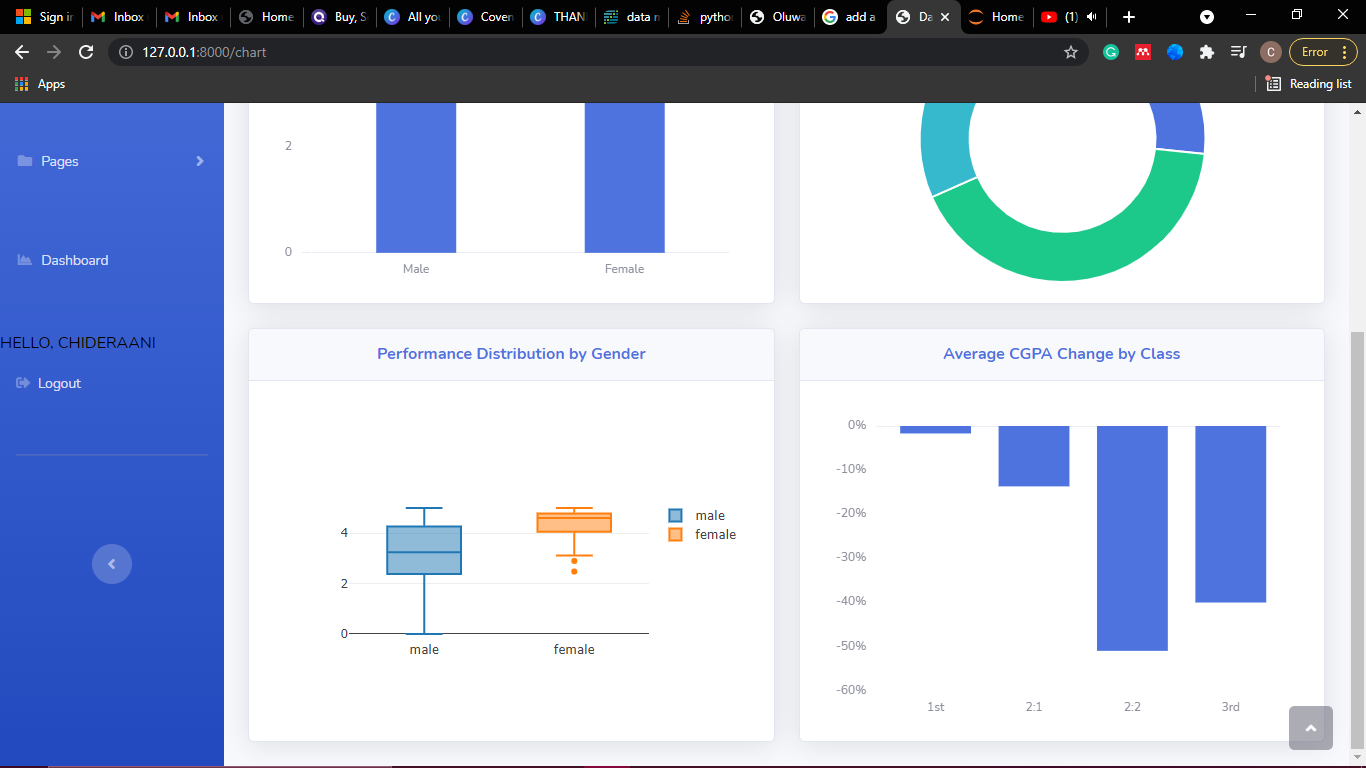 Sign in
Inbox
Inbox
Home
Buy, S
All you
Coven
THAN
data n
python
Oluwa
add a
Da
Home
(1)
127.0.0.1:8000/chart
C
Error
Apps
Reading list
Pages
Dashboard
HELLO, CHIDERAANI
Logout
2
0
Male
Female
Performance Distribution by Gender
4
2
0
male
female
male
female
Average CGPA Change by Class
0%
-10%
-20%
-30%
-40%
-50%
-60%
1st
2:1
2:2
3rd